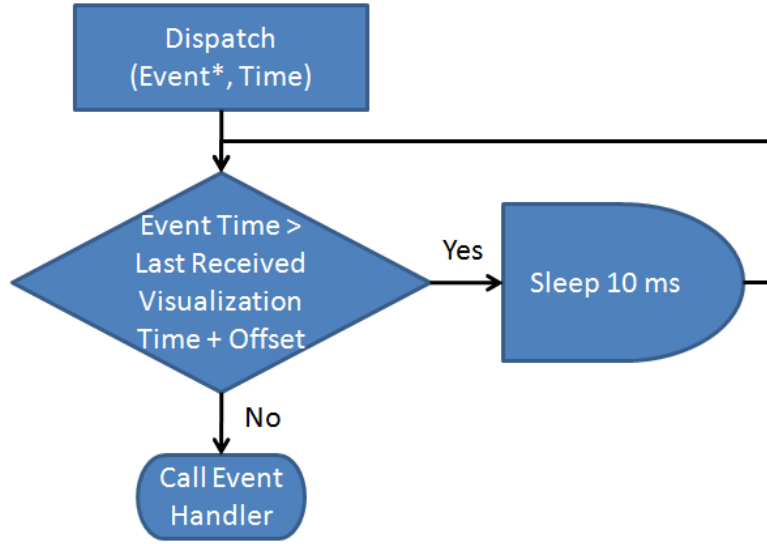 Dispatch
(Event*, Time)
Event Time >
Last Received
Visualization
Time + Offset
Yes
Sleep 10 ms
No
Call Event
Handler